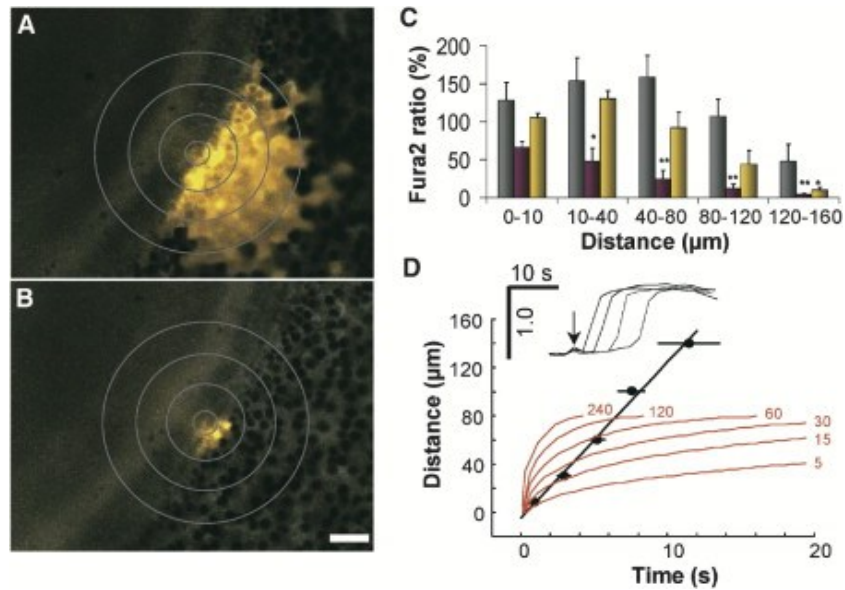 A
B
C
Fura2 ratio (%)
200
150
100
50
0
*
**
**
** *
0-10 10-40 40-80 80-120 120-160
Distance (µm)
D
10 s
1.0
Distance (µm)
160
120
80
40
0
240 120 60
30
15
5
0 10 20
Time (s)